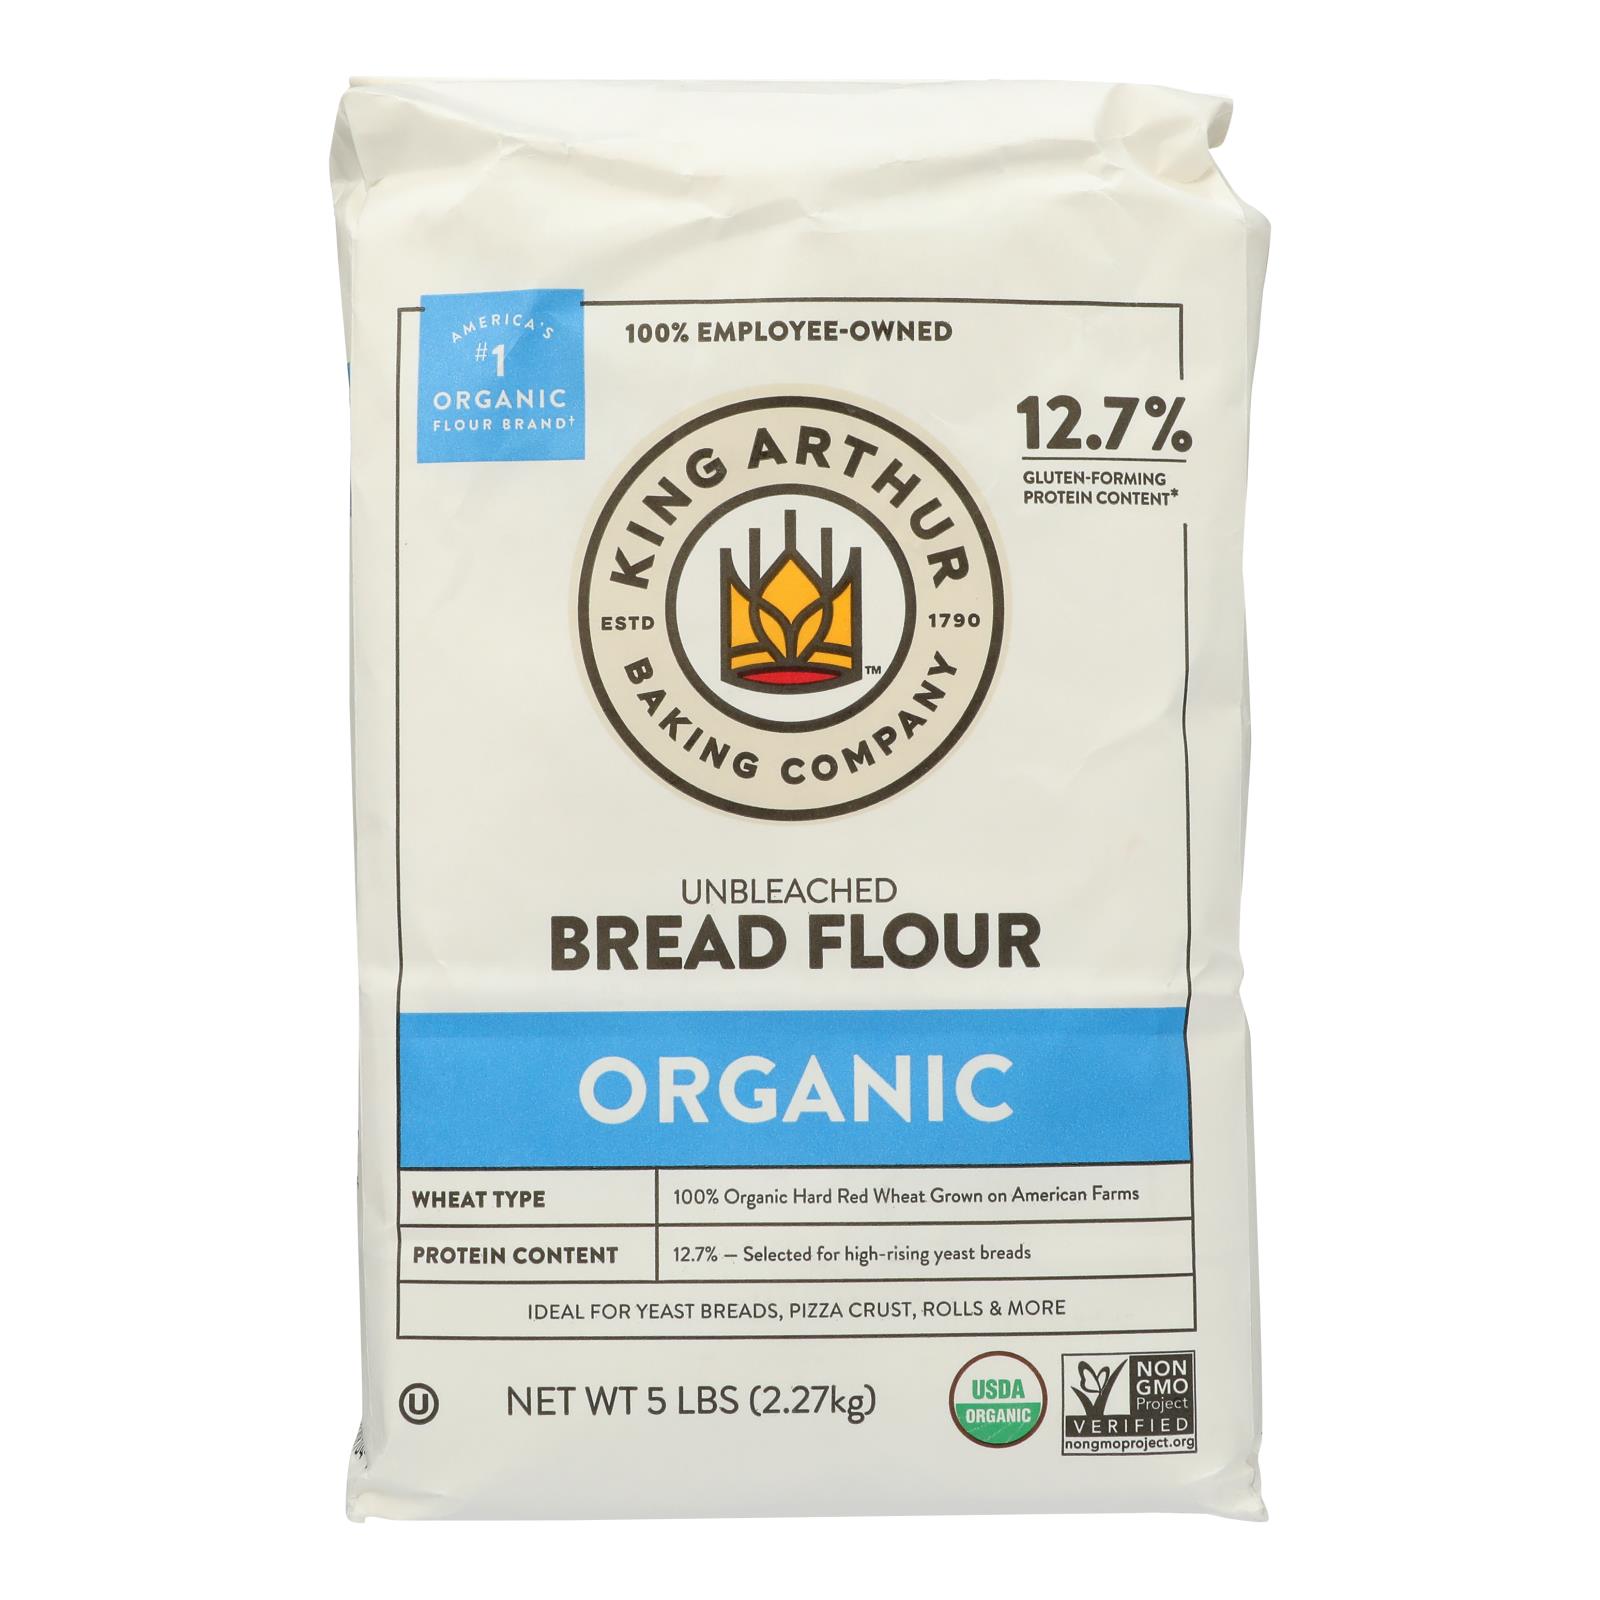 AMERICA'S
#1
ORGANIC
FLOUR BRAND†
100% EMPLOYEE-OWNED
12.7%
GLUTEN-FORMING
PROTEIN CONTENT*
KING ARTHUR
ESTD 1790
BAKING COMPANY
TM
UNBLEACHED
BREAD FLOUR
ORGANIC
WHEAT TYPE 100% Organic Hard Red Wheat Grown on American Farms
PROTEIN CONTENT 12.7% — Selected for high-rising yeast breads
IDEAL FOR YEAST BREADS, PIZZA CRUST, ROLLS & MORE
U
NET WT 5 LBS (2.27kg)
USDA
ORGANIC
NON
GMO
Project
VERIFIED
nongmoproject.org